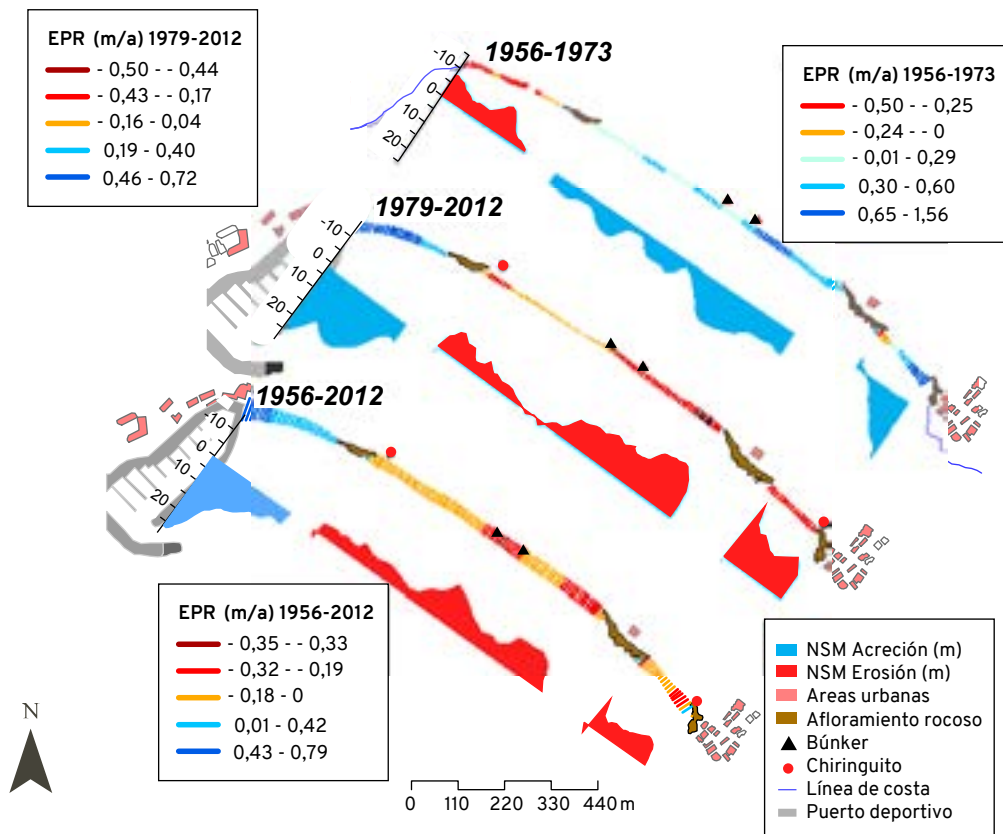 EPR (m/a) 1979-2012
- 0,50 - - 0,44
- 0,43 - - 0,17
- 0,16 - 0,04
0,19 - 0,40
0,46 - 0,72
1956-1973
-10
0
10
20
EPR (m/a) 1956-1973
- 0,50 - - 0,25
- 0,24 - - 0
- 0,01 - 0,29
0,30 - 0,60
0,65 - 1,56
1979-2012
-10
0
10
20
1956-2012
-10
0
10
20
EPR (m/a) 1956-2012
- 0,35 - - 0,33
- 0,32 - - 0,19
- 0,18 - 0
0,01 - 0,42
0,43 - 0,79
NSM Acreción (m)
NSM Erosión (m)
Areas urbanas
Afloramiento rocoso
Búnker
Chiringuito
Línea de costa
Puerto deportivo
N
0 110 220 330 440 m